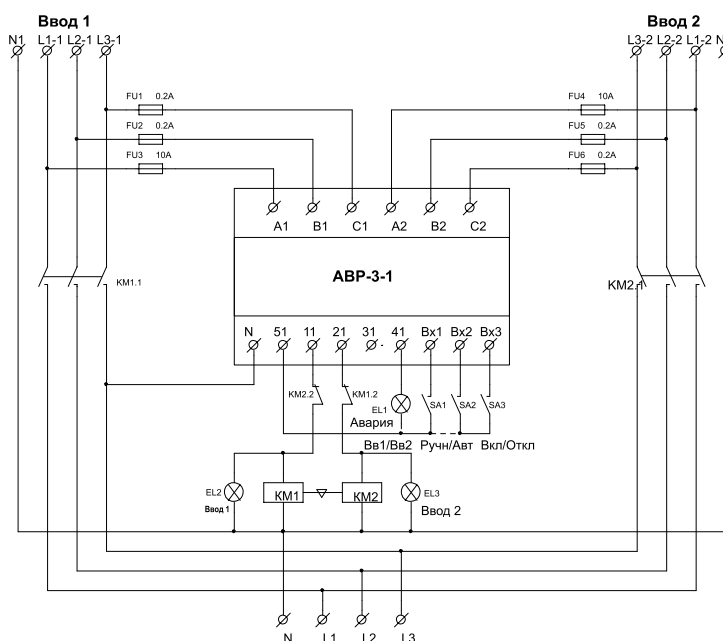 Ввод 1 Ввод 2
N1 L1-1 L2-1 L3-1 L3-2 L2-2 L1-2 N
FU1 0.2A FU4 10A
FU2 0.2A FU5 0.2A
FU3 10A FU6 0.2A
A1 B1 C1 A2 B2 C2
АВР-3-1
KM1.1 KM2.1
N 51 11 21 31 41 Вх1 Вх2 Вх3
KM2.2 KM1.2 EL1 SA1 SA2 SA3
Авария
Вв1/Вв2 Ручн/Авт Вкл/Откл
EL2 KM1 KM2 EL3
Ввод 1 Ввод 2
N L1 L2 L3